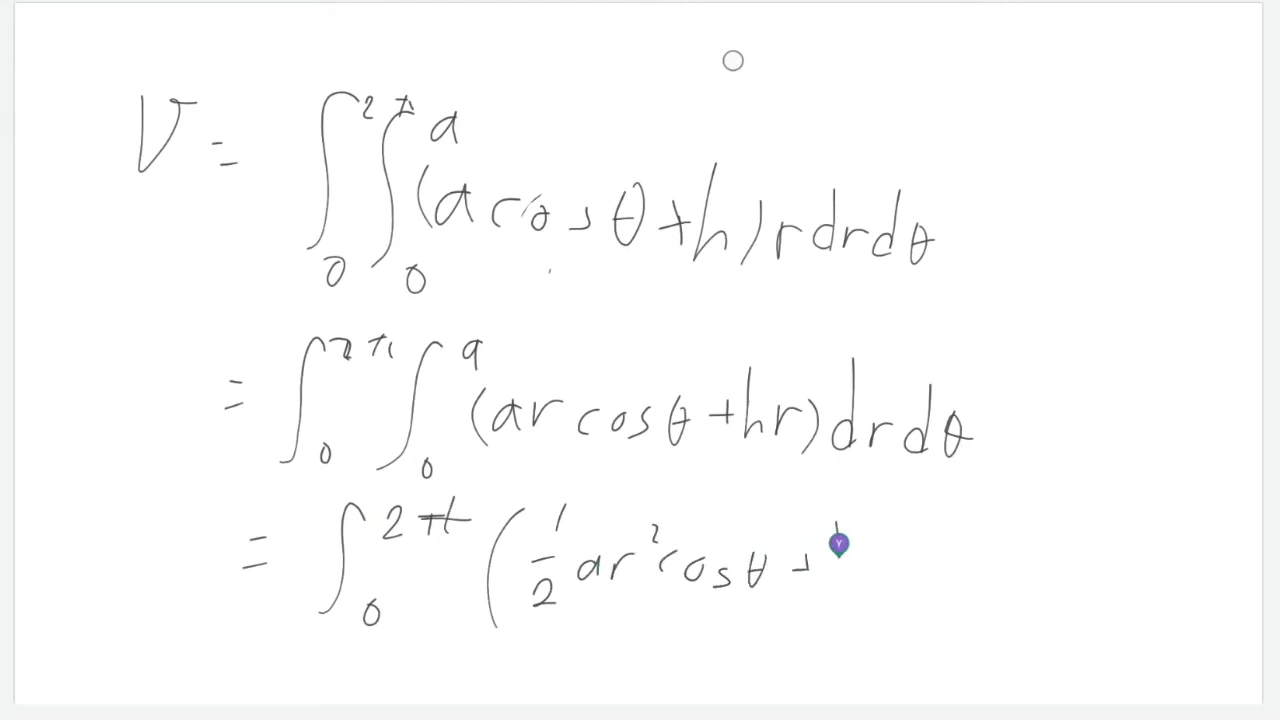 V = ∫₀^{2π} ∫₀^{a} (a cos θ + h) r dr dθ
= ∫₀^{2π} ∫₀^{a} (ar cos θ + hr) dr dθ
= ∫₀^{2π} ( 1/2 ar² cos θ +
Y